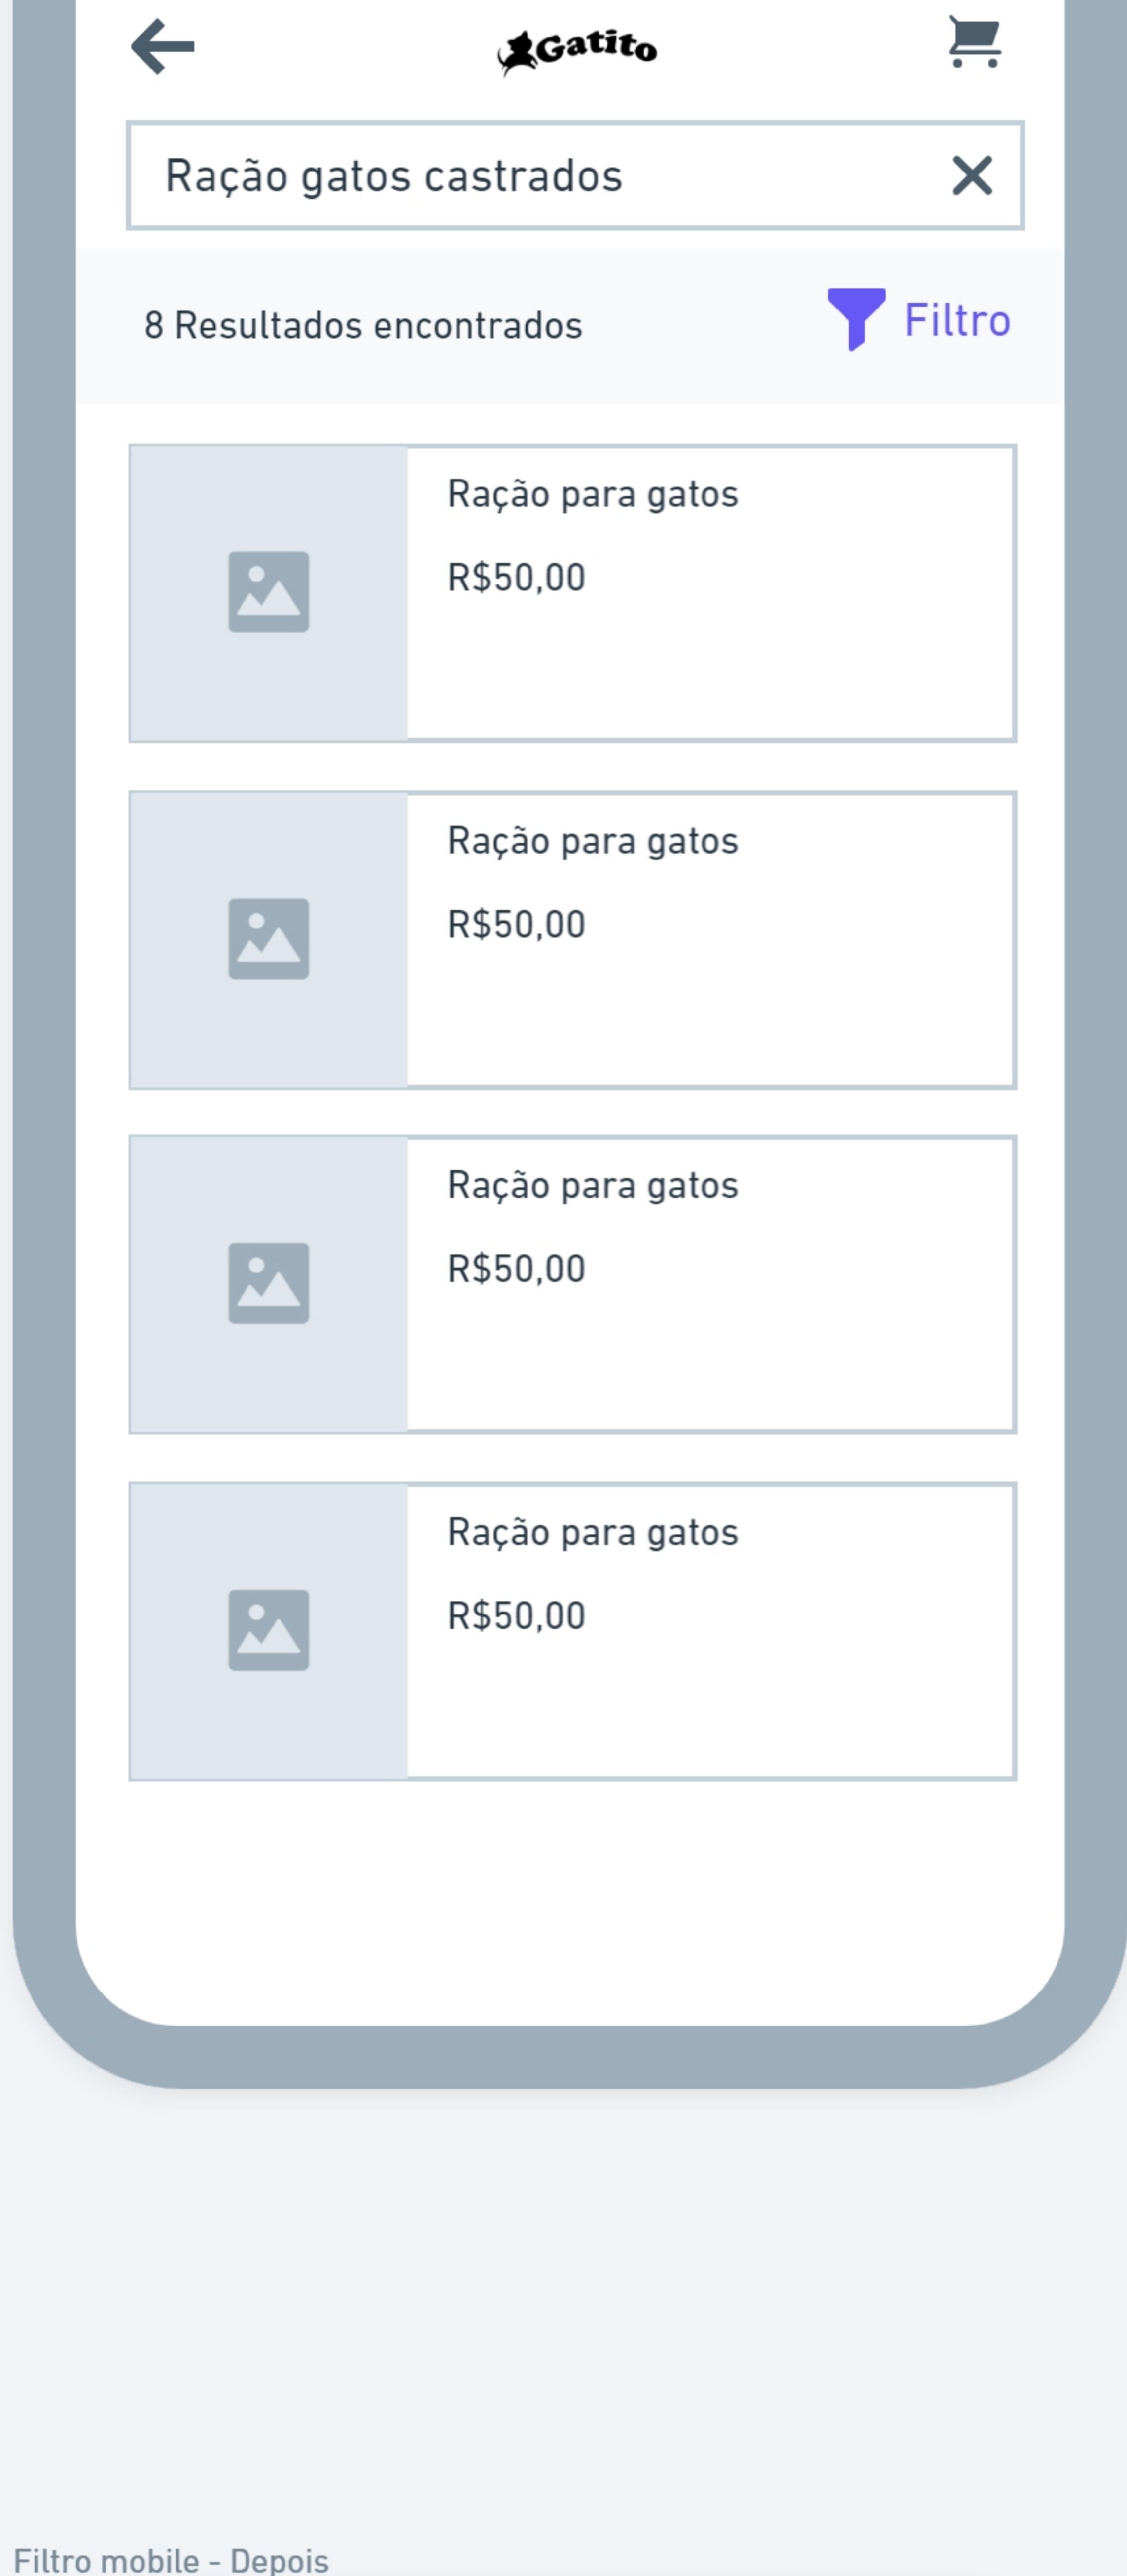 Gatito
Ração gatos castrados
8 Resultados encontrados
Filtro
Ração para gatos
R$50,00
Ração para gatos
R$50,00
Ração para gatos
R$50,00
Ração para gatos
R$50,00
Filtro mobile - Depois